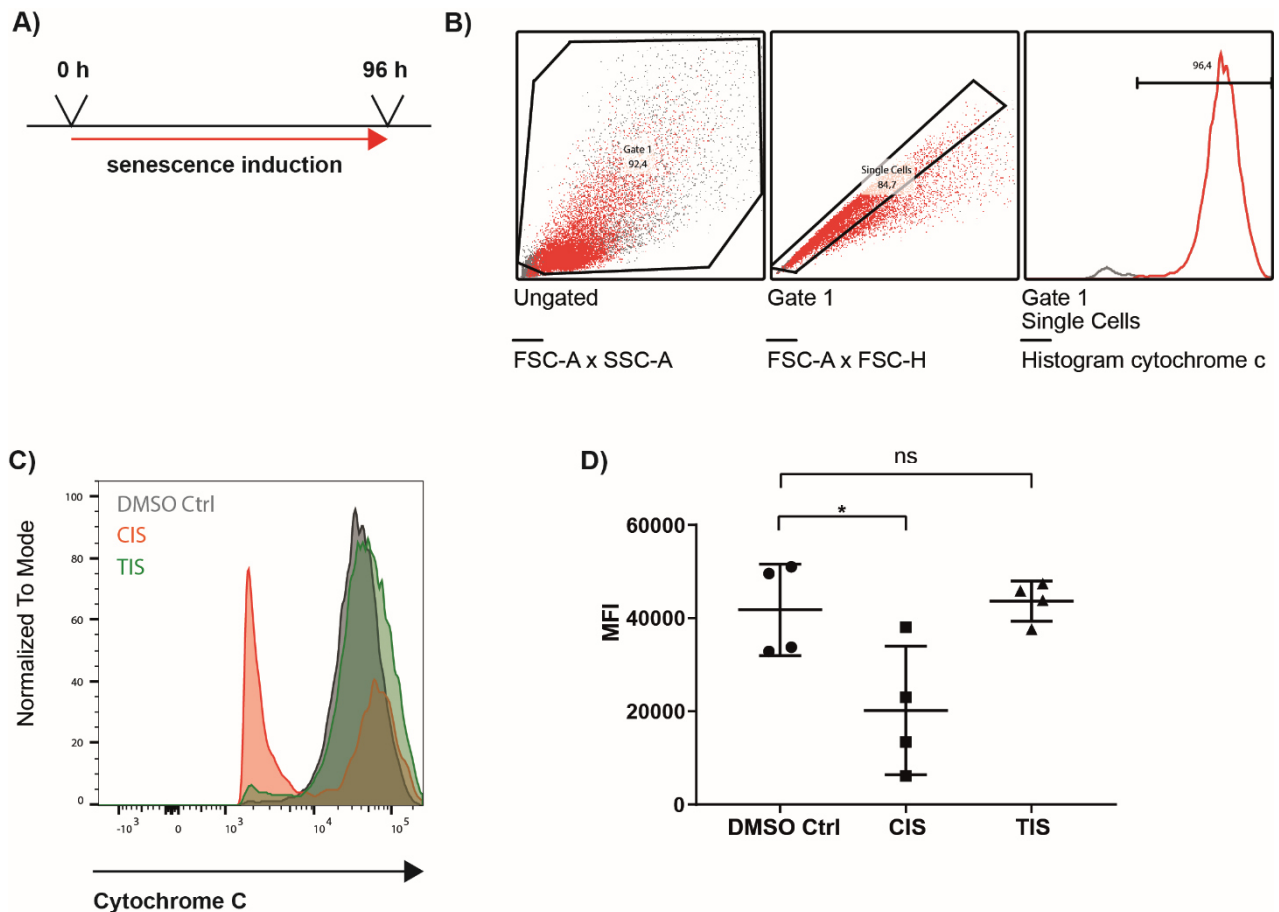 A)
0 h
96 h
senescence induction
B)
Gate 1
92,4
Ungated
FSC-A x SSC-A
Single Cells
84,7
Gate 1
FSC-A x FSC-H
96,4
Gate 1
Single Cells
Histogram cytochrome c
C)
DMSO Ctrl
CIS
TIS
Normalized To Mode
100
80
60
40
20
0
-10³
0
10³
10⁴
10⁵
Cytochrome C
D)
ns
*
MFI
60000
40000
20000
0
DMSO Ctrl
CIS
TIS